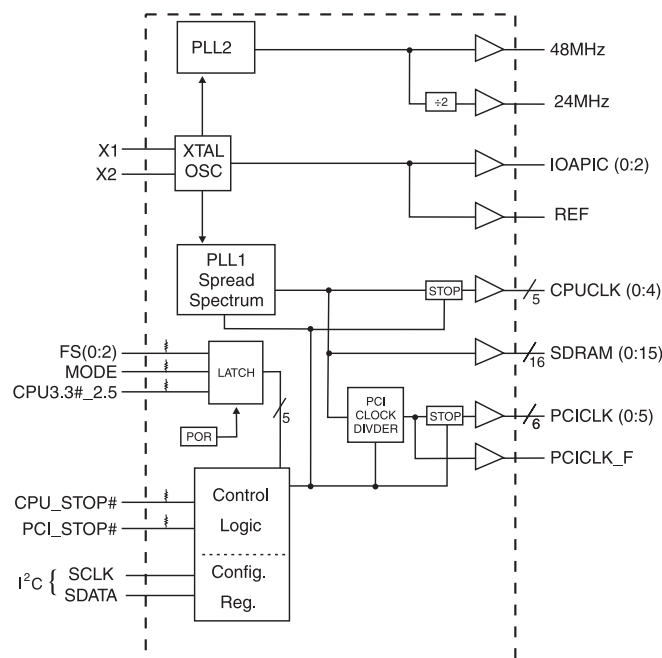 PLL2
48MHz
÷2
24MHz
X1
X2
XTAL
OSC
IOAPIC (0:2)
REF
PLL1
Spread
Spectrum
STOP
5
CPUCLK (0:4)
FS(0:2)
MODE
CPU3.3#_2.5
LATCH
16
SDRAM (0:15)
POR
5
PCI
CLOCK
DIVDER
STOP
6
PCICLK (0:5)
PCICLK_F
CPU_STOP#
PCI_STOP#
Control
Logic
I²C {
SCLK
SDATA
Config.
Reg.